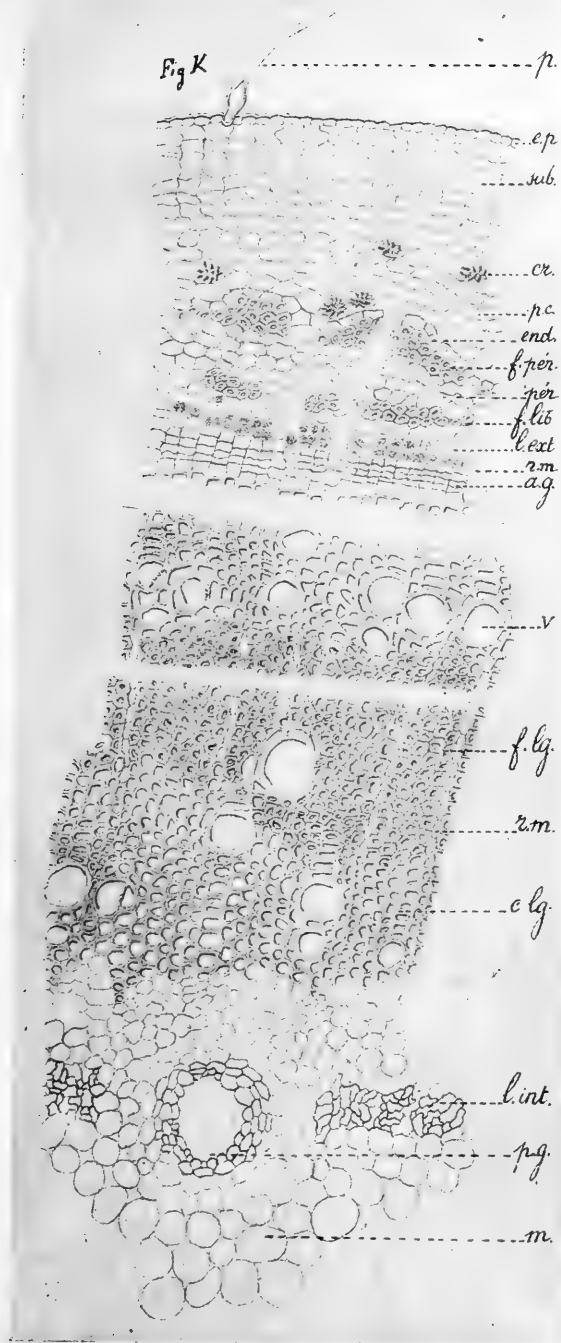 Fig K
p.
e.p
sub.
cr.
p.c.
end.
f.pér.
pér
f.lib
l.ext
r.m
a.g.
v
f.lg.
r.m.
c lg.
l.int.
p.g.
m.